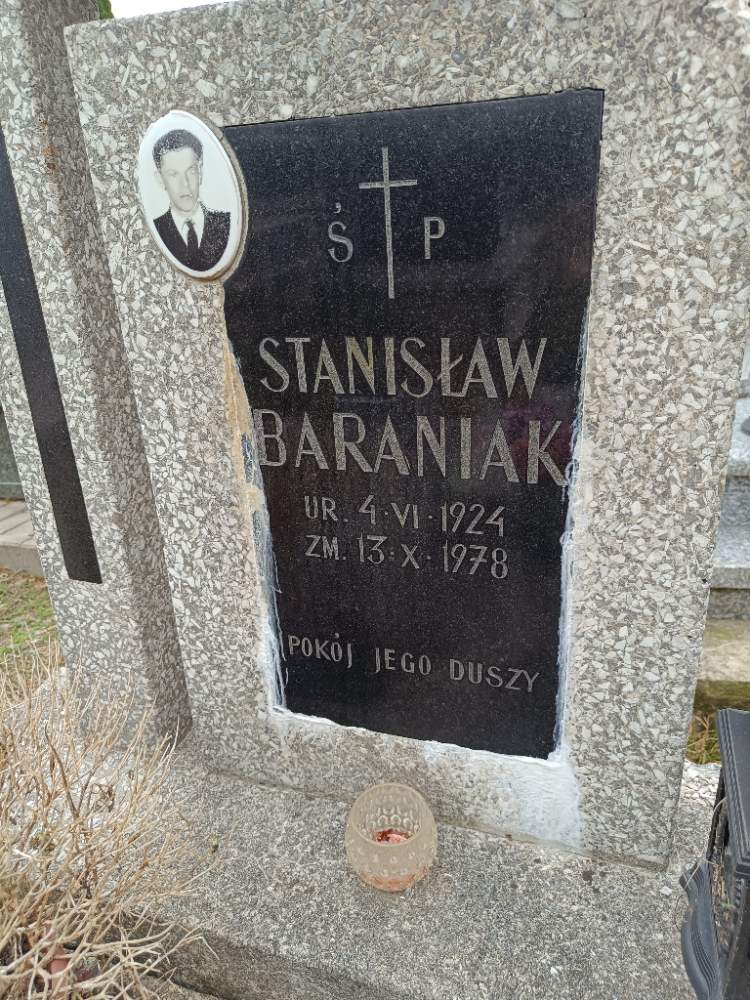 Ś P
STANISŁAW
BARANIAK
UR. 4·VI·1924
ZM. 13·X·1978
POKÓJ JEGO DUSZY